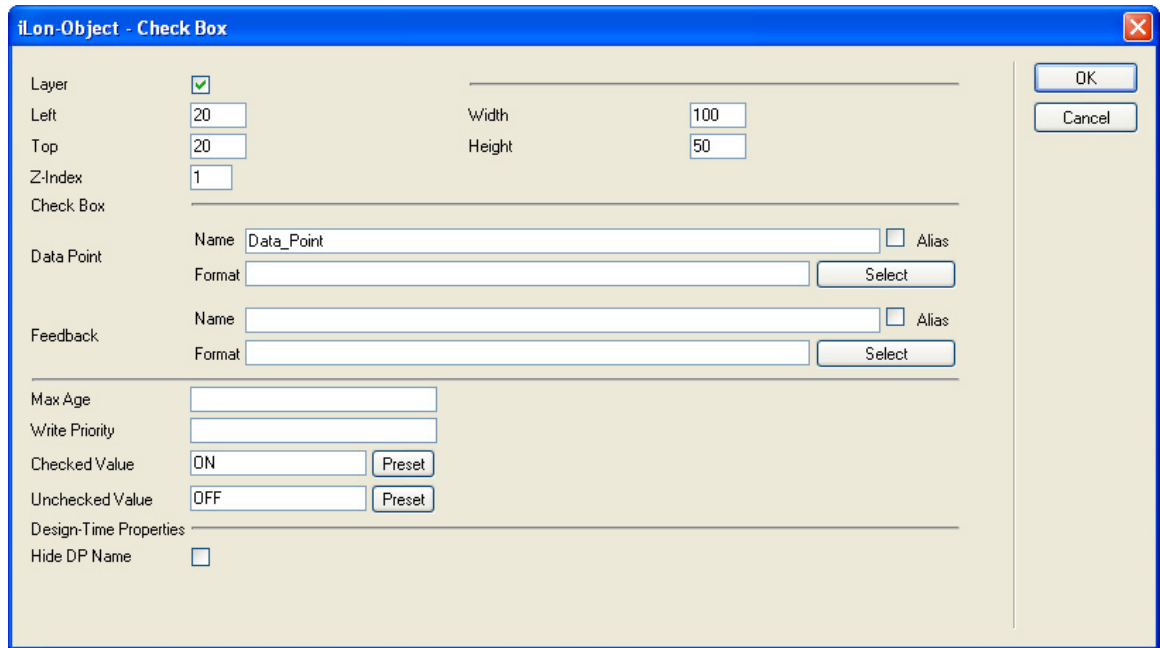 iLon-Object - Check Box
Layer
OK
Left 20 Width 100
Cancel
Top 20 Height 50
Z-Index 1
Check Box
Name Data_Point Alias
Data Point
Format Select
Name Alias
Feedback
Format Select
Max Age
Write Priority
Checked Value ON Preset
Unchecked Value OFF Preset
Design-Time Properties
Hide DP Name